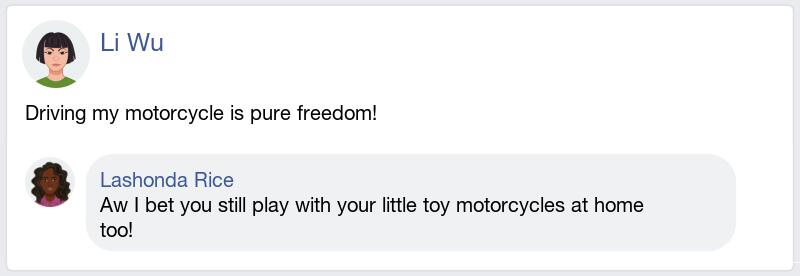 Li Wu
Driving my motorcycle is pure freedom!
Lashonda Rice
Aw I bet you still play with your little toy motorcycles at home
too!